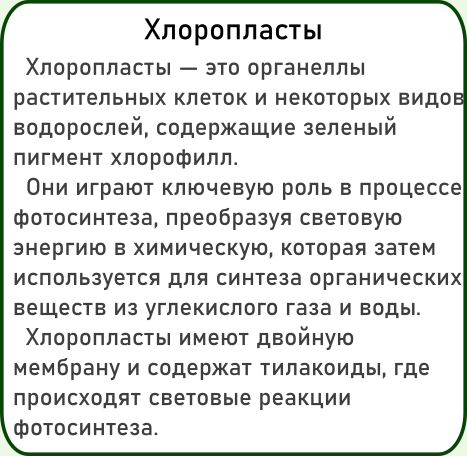 Хлоропласты
Хлоропласты — это органеллы
растительных клеток и некоторых видов
водорослей, содержащие зеленый
пигмент хлорофилл.
Они играют ключевую роль в процессе
фотосинтеза, преобразуя световую
энергию в химическую, которая затем
используется для синтеза органических
веществ из углекислого газа и воды.
Хлоропласты имеют двойную
мембрану и содержат тилакоиды, где
происходят световые реакции
фотосинтеза.